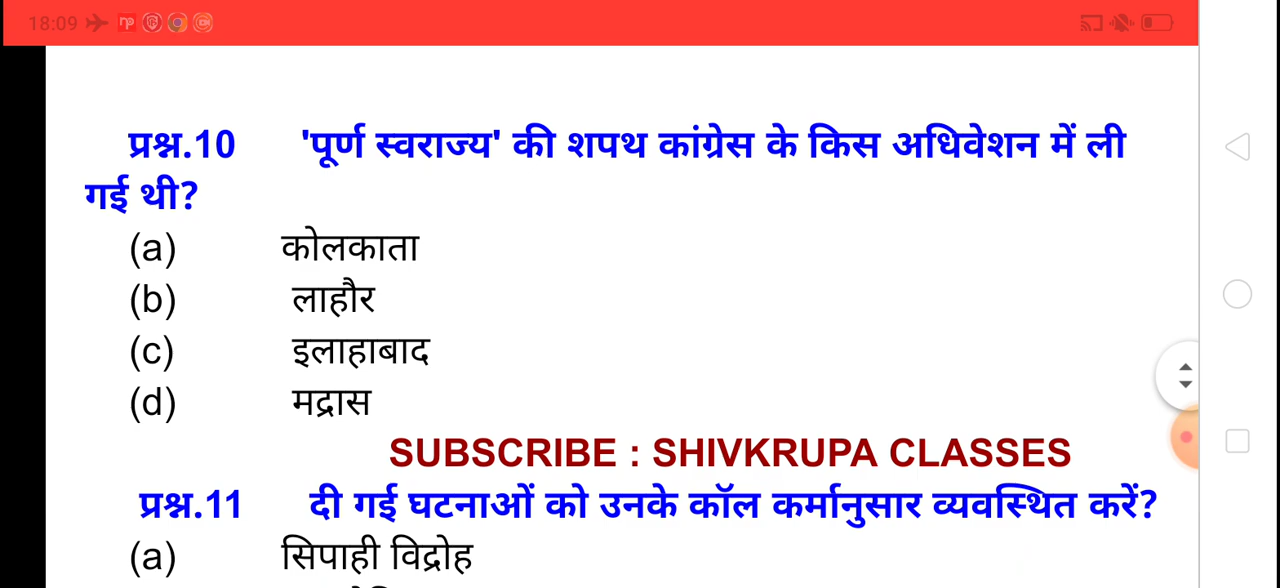 18:09
प्रश्न.10 'पूर्ण स्वराज्य' की शपथ कांग्रेस के किस अधिवेशन में ली
गई थी?
(a) कोलकाता
(b) लाहौर
(c) इलाहाबाद
(d) मद्रास
SUBSCRIBE : SHIVKRUPA CLASSES
प्रश्न.11 दी गई घटनाओं को उनके कॉल कर्मानुसार व्यवस्थित करें?
(a) सिपाही विद्रोह